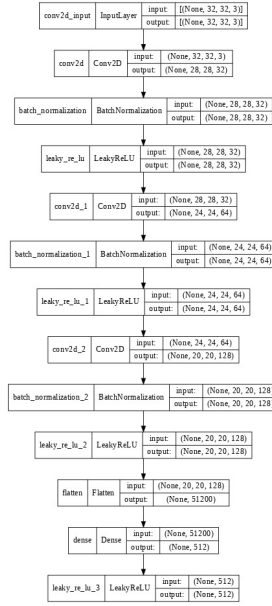 conv2d_input InputLayer input: [(None, 32, 32, 3)]
output: [(None, 32, 32, 3)]
conv2d Conv2D input: (None, 32, 32, 3)
output: (None, 28, 28, 32)
batch_normalization BatchNormalization input: (None, 28, 28, 32)
output: (None, 28, 28, 32)
leaky_re_lu LeakyReLU input: (None, 28, 28, 32)
output: (None, 28, 28, 32)
conv2d_1 Conv2D input: (None, 28, 28, 32)
output: (None, 24, 24, 64)
batch_normalization_1 BatchNormalization input: (None, 24, 24, 64)
output: (None, 24, 24, 64)
leaky_re_lu_1 LeakyReLU input: (None, 24, 24, 64)
output: (None, 24, 24, 64)
conv2d_2 Conv2D input: (None, 24, 24, 64)
output: (None, 20, 20, 128)
batch_normalization_2 BatchNormalization input: (None, 20, 20, 128
output: (None, 20, 20, 128
leaky_re_lu_2 LeakyReLU input: (None, 20, 20, 128)
output: (None, 20, 20, 128)
flatten Flatten input: (None, 20, 20, 128)
output: (None, 51200)
dense Dense input: (None, 51200)
output: (None, 512)
leaky_re_lu_3 LeakyReLU input: (None, 512)
output: (None, 512)